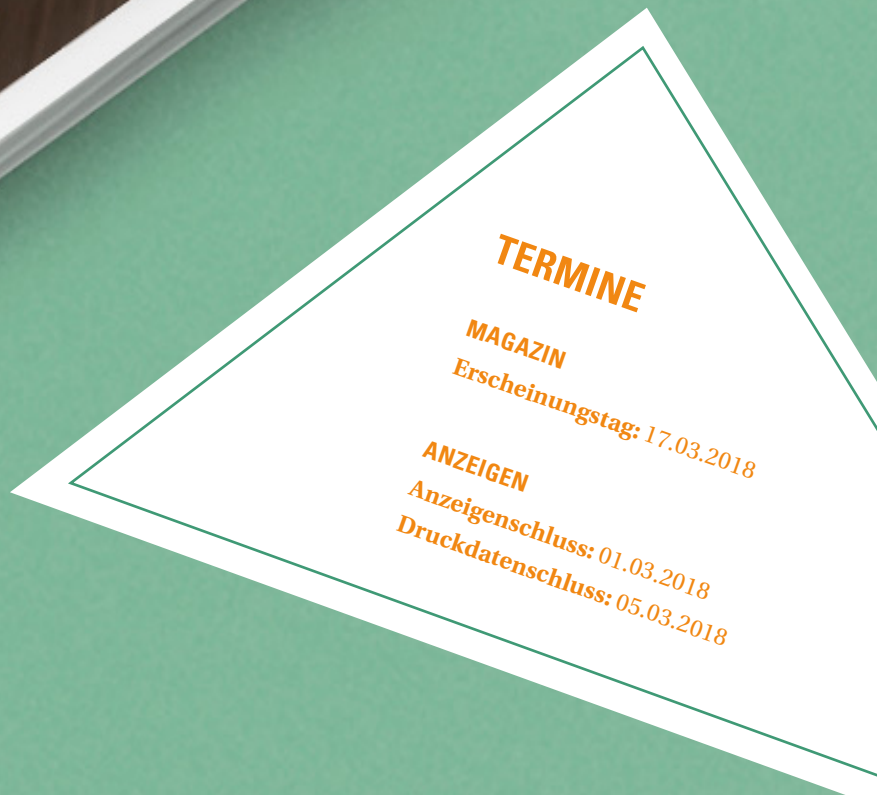 TERMINE
MAGAZIN
Erscheinungstag: 17.03.2018
ANZEIGEN
Anzeigenschluss: 01.03.2018
Druckdatenschluss: 05.03.2018